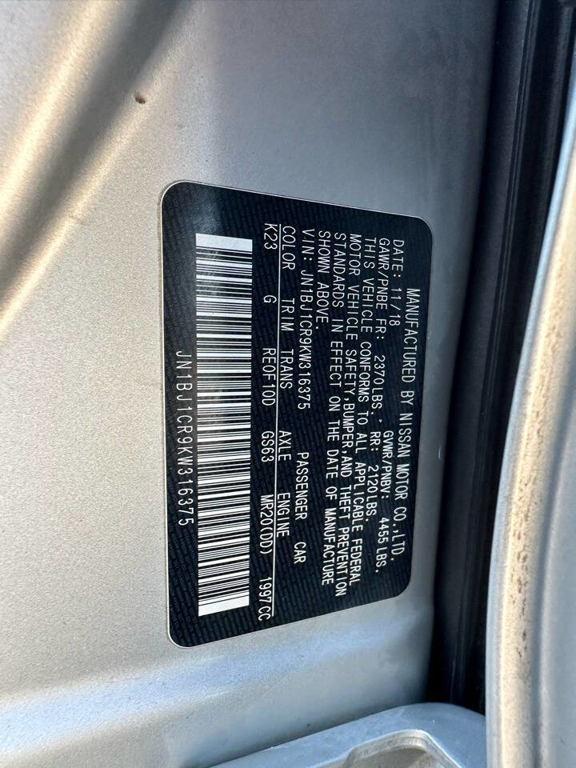 MANUFACTURED BY NISSAN MOTOR CO.,LTD.
11/18 GVWR/PNBV: 4455 LBS.
GAWR/PNBE FR: 2370LBS. RR: 2120LBS.
THIS VEHICLE CONFORMS TO ALL APPLICABLE FEDERAL
MOTOR VEHICLE SAFETY,BUMPER,AND THEFT PREVENTION
STANDARDS IN EFFECT ON THE DATE OF MANUFACTURE
SHOWN ABOVE.
VIN: JN1BJ1CR9KW316375 PASSENGER CAR
COLOR TRIM TRANS AXLE ENGINE
K23 G RE0F10D GS63 MR20(DD) 1997CC
JN1BJ1CR9KW316375